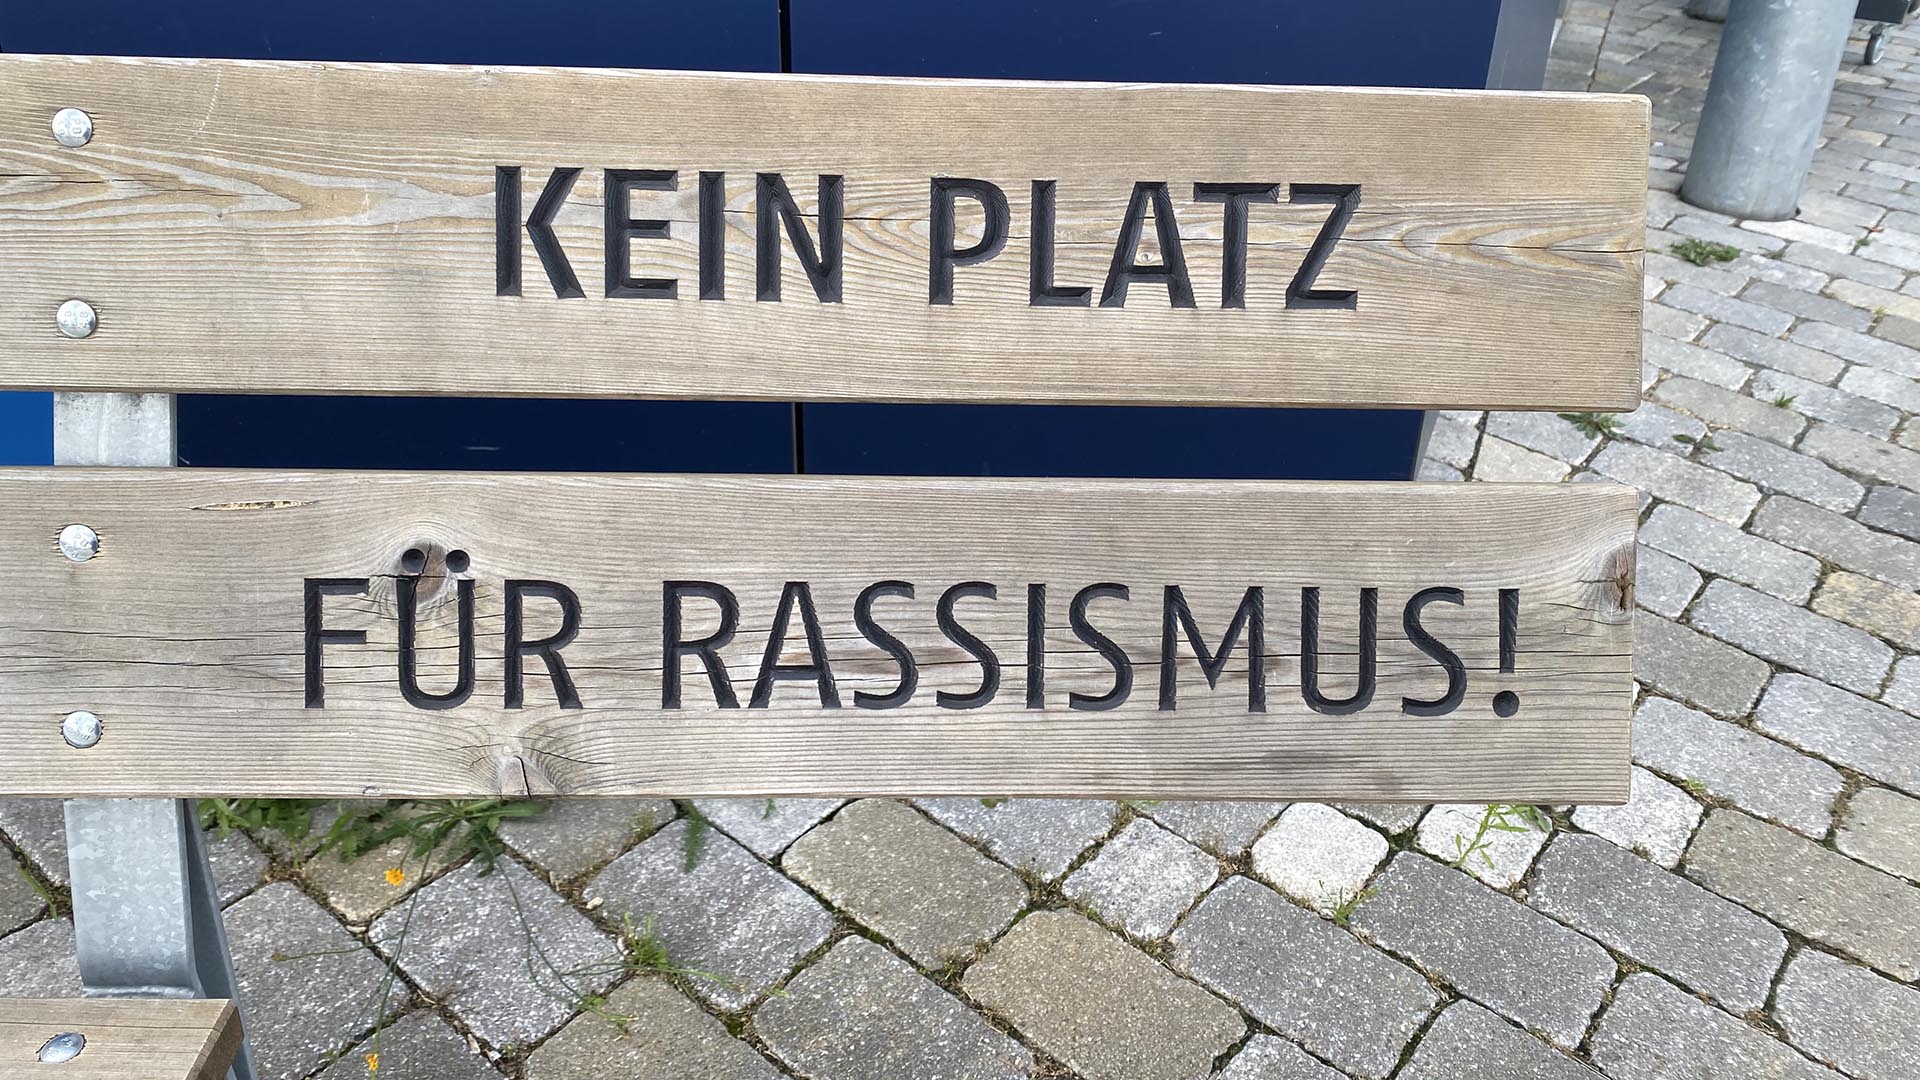 KEIN PLATZ
FÜR RASSISMUS!